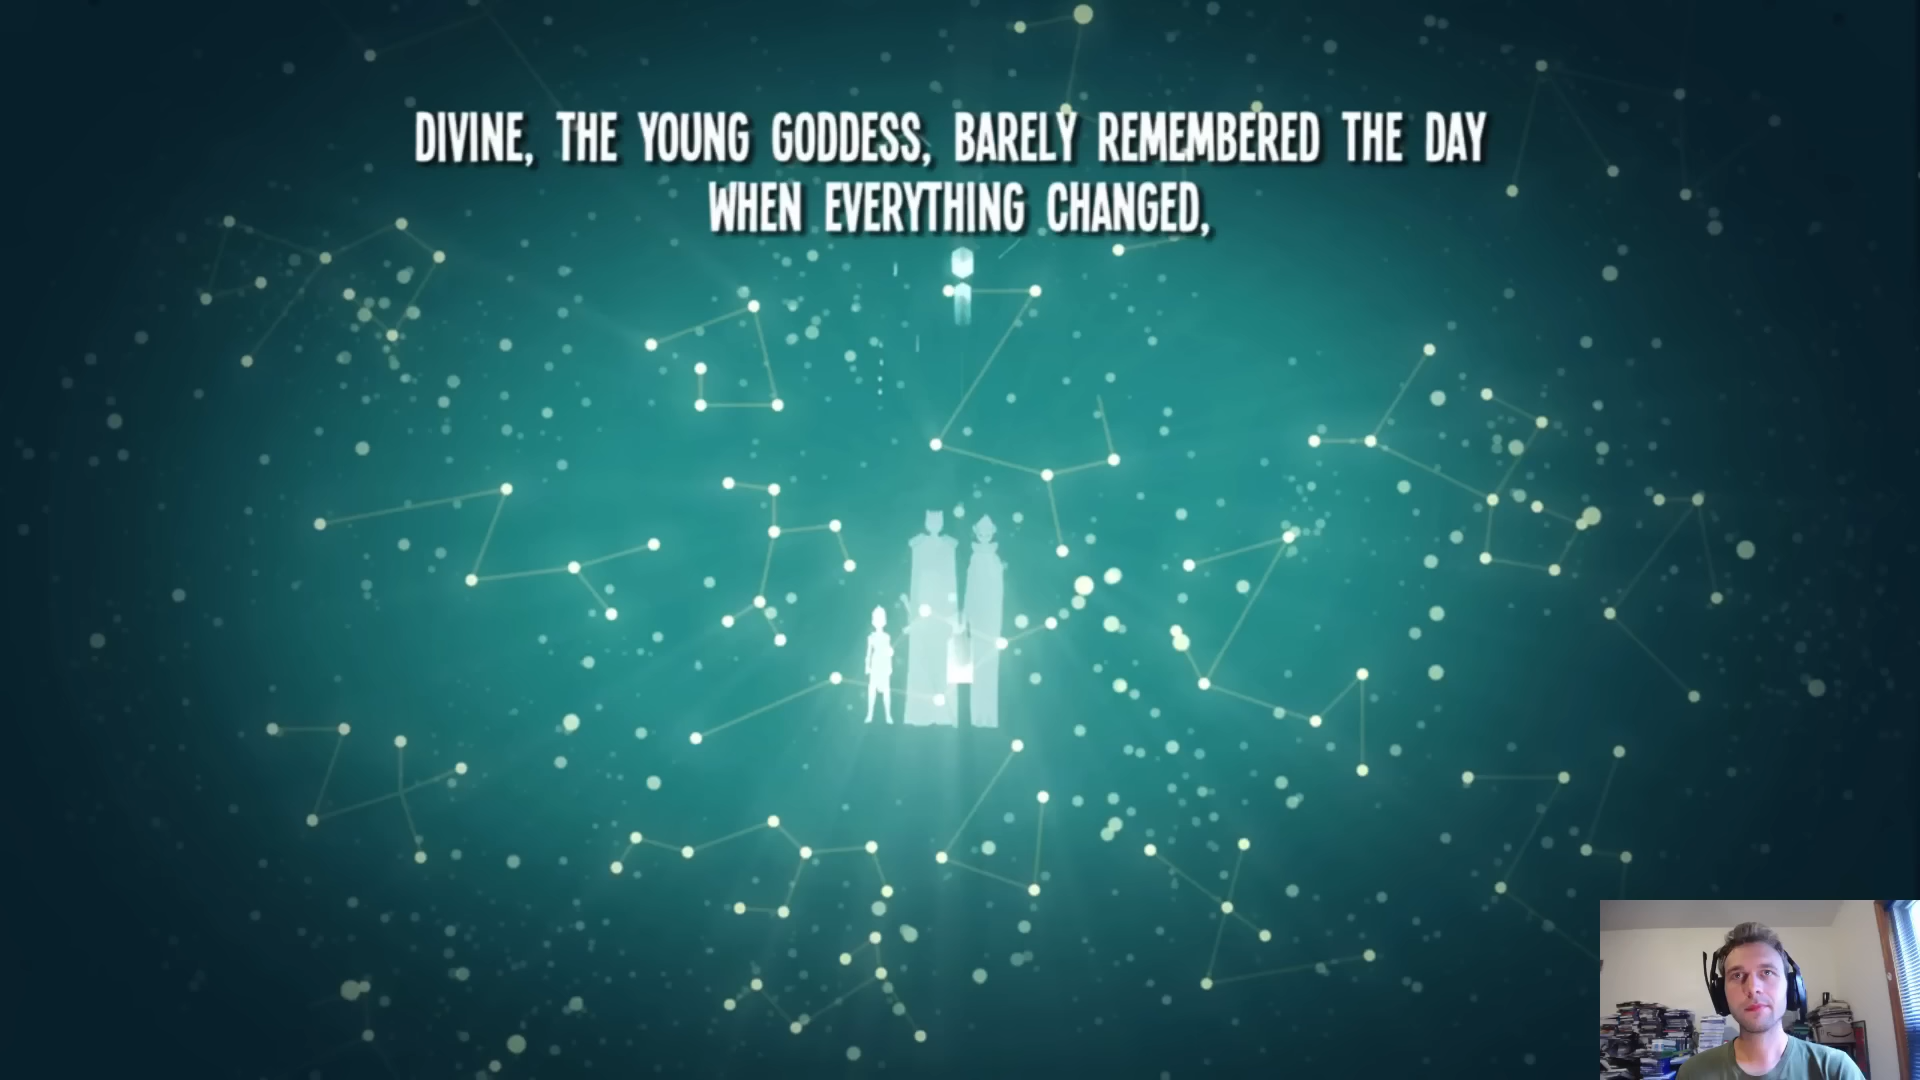 DIVINE, THE YOUNG GODDESS, BARELY REMEMBERED THE DAY
WHEN EVERYTHING CHANGED,